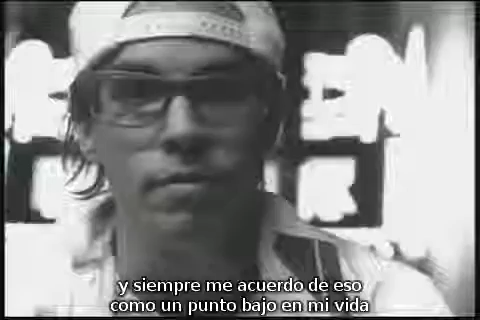 y siempre me acuerdo de eso
como un punto bajo en mi vida